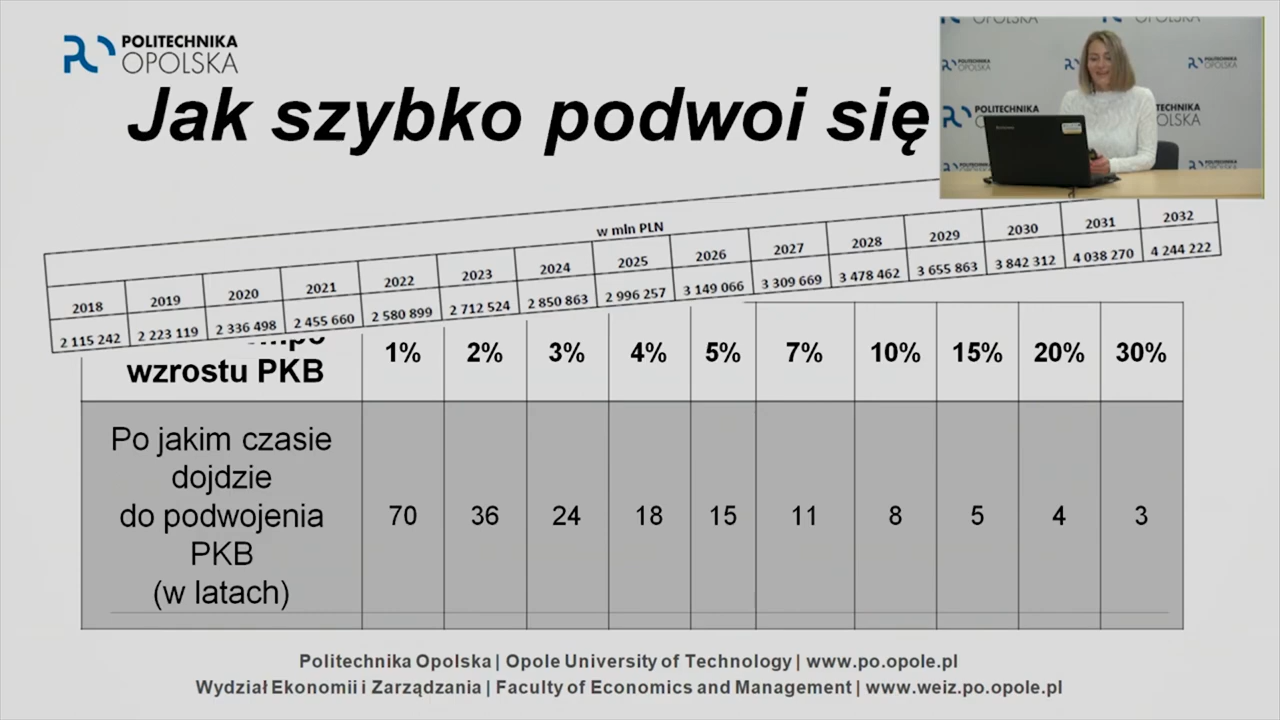 POLITECHNIKA
OPOLSKA
Jak szybko podwoi się
w mln PLN
2018 2019 2020 2021 2022 2023 2024 2025 2026 2027 2028 2029 2030 2031 2032
2 115 242 2 223 119 2 336 498 2 455 660 2 580 899 2 712 524 2 850 863 2 996 257 3 149 066 3 309 669 3 478 462 3 655 863 3 842 312 4 038 270 4 244 222
wzrostu PKB 1% 2% 3% 4% 5% 7% 10% 15% 20% 30%
Po jakim czasie
dojdzie
do podwojenia
PKB
(w latach)
70 36 24 18 15 11 8 5 4 3
Politechnika Opolska | Opole University of Technology | www.po.opole.pl
Wydział Ekonomii i Zarządzania | Faculty of Economics and Management | www.weiz.po.opole.pl